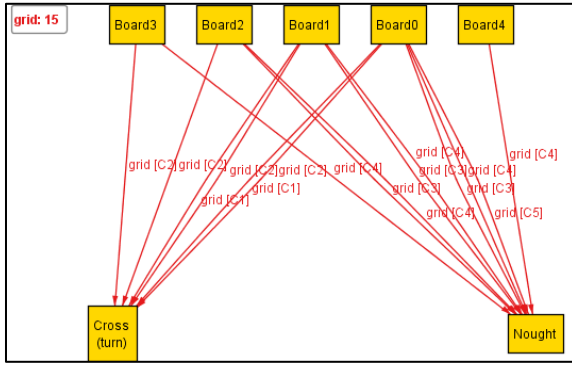 grid: 15
Board3
Board2
Board1
Board0
Board4
grid [C4]
grid [C4]
grid [C2]
grid [C2]
grid [C2]
grid [C2]
grid [C4]
grid [C3]
grid [C4]
grid [C1]
grid [C3]
grid [C3]
grid [C1]
grid [C4]
grid [C5]
Cross
(turn)
Nought